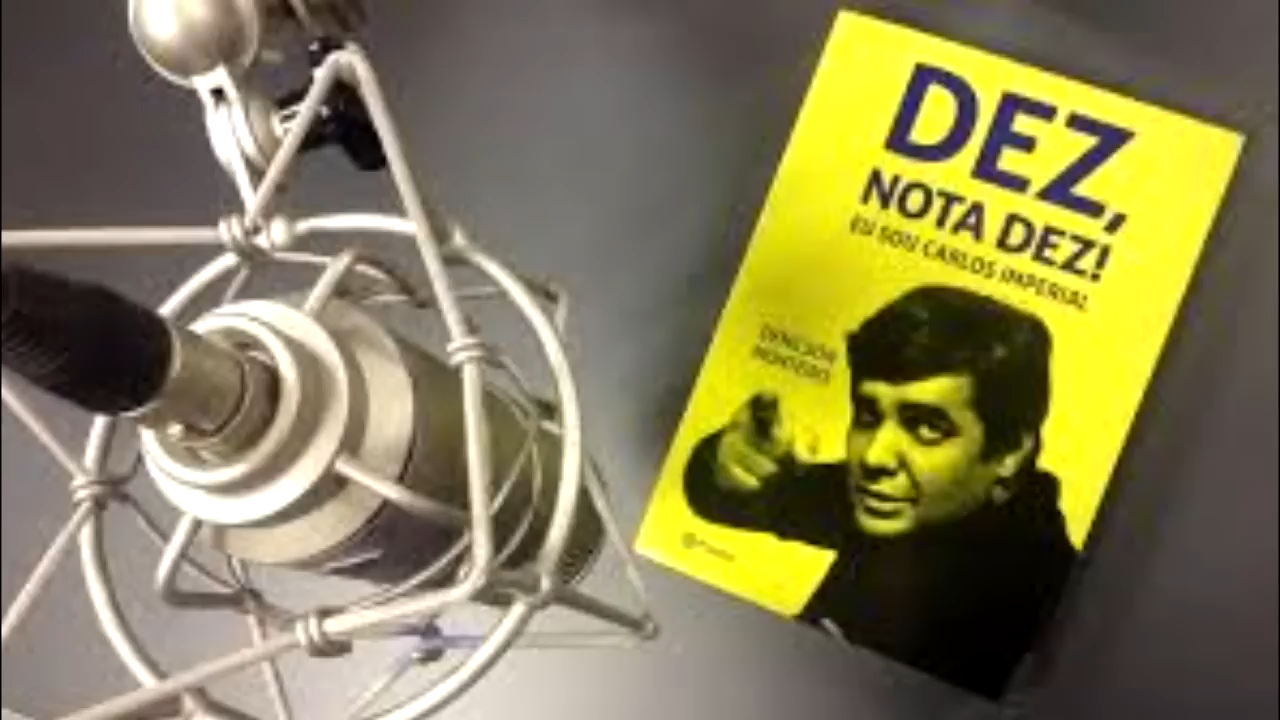 DEZ,
NOTA DEZ!
EU SOU CARLOS IMPERIAL
DENILSON
MONTEIRO